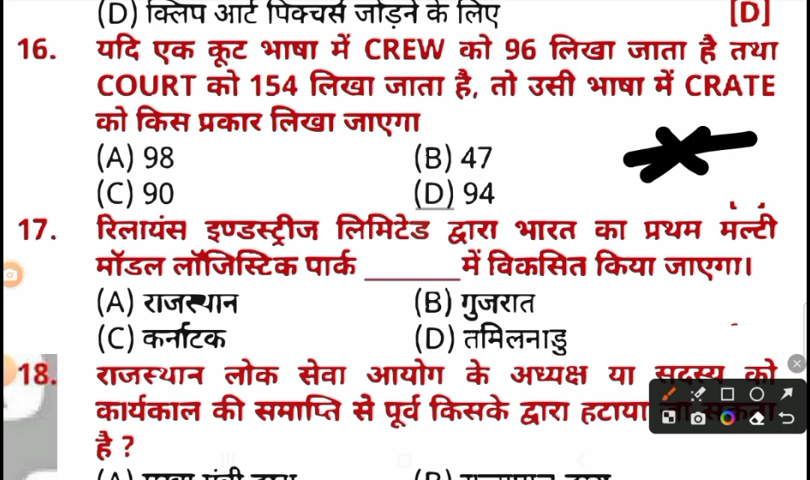 (D) क्लिप आर्ट पिक्चर्स जोड़ने के लिए [D]
16. यदि एक कूट भाषा में CREW को 96 लिखा जाता है तथा
COURT को 154 लिखा जाता है, तो उसी भाषा में CRATE
को किस प्रकार लिखा जाएगा
(A) 98 (B) 47
(C) 90 (D) 94
17. रिलायंस इण्डस्ट्रीज लिमिटेड द्वारा भारत का प्रथम मल्टी
मॉडल लॉजिस्टिक पार्क ________ में विकसित किया जाएगा।
(A) राजस्थान (B) गुजरात
(C) कर्नाटक (D) तमिलनाडु
18. राजस्थान लोक सेवा आयोग के अध्यक्ष या सदस्य को
कार्यकाल की समाप्ति से पूर्व किसके द्वारा हटाया
है ?